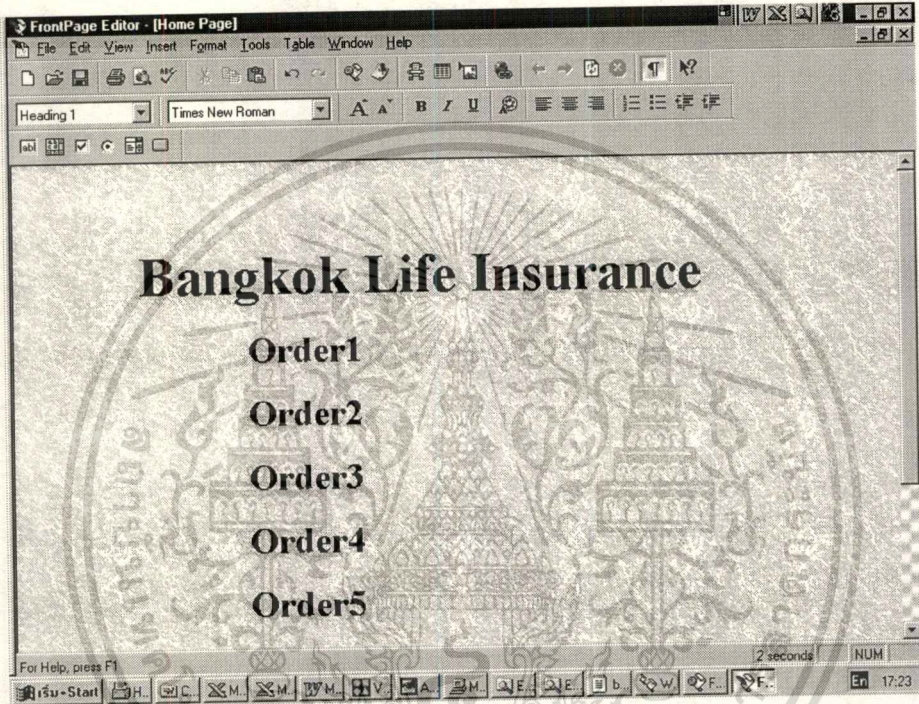 FrontPage Editor - [Home Page]
File Edit View Insert Format Tools Table Window Help
Heading 1 Times New Roman A A B I U
abl
Bangkok Life Insurance
Order1
Order2
Order3
Order4
Order5
For Help, press F1 2 seconds NUM
เริ่ม - Start H.. C.. M.. M.. M.. V.. A.. M.. E.. E.. b.. W.. F.. F.. En 17:23